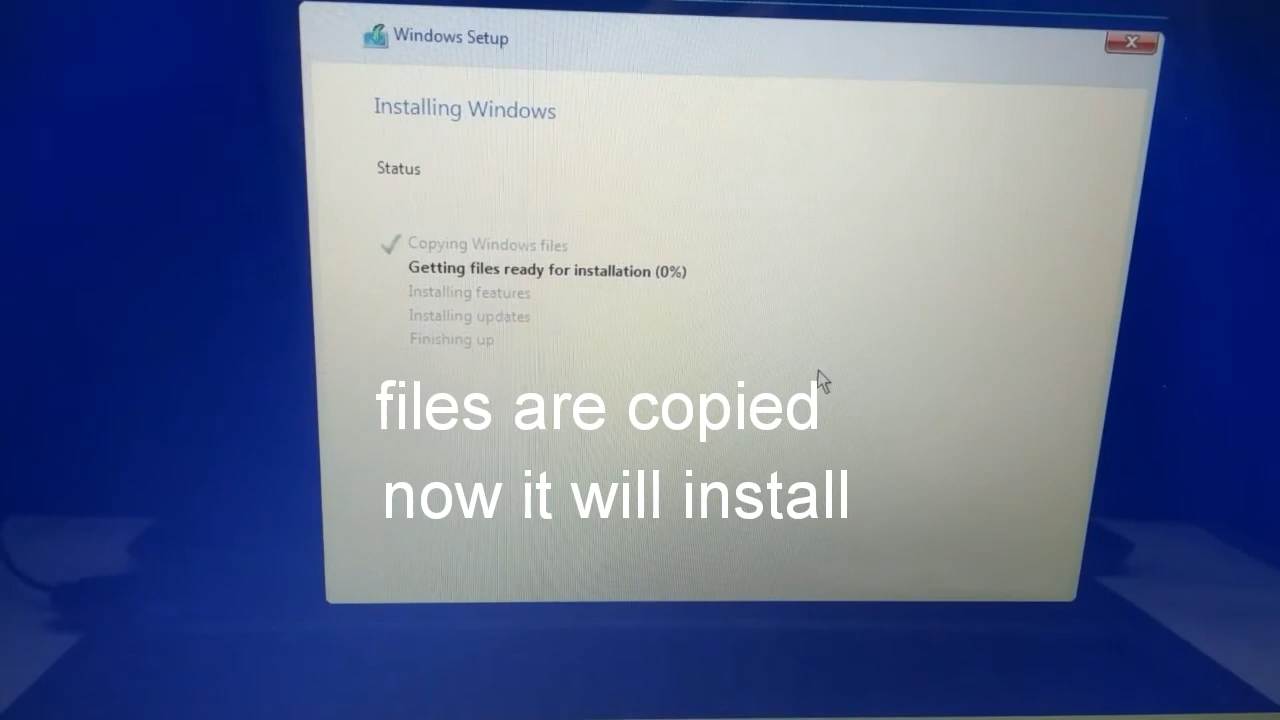 Windows Setup
Installing Windows
Status
Copying Windows files
Getting files ready for installation (0%)
Installing features
Installing updates
Finishing up
files are copied
now it will install